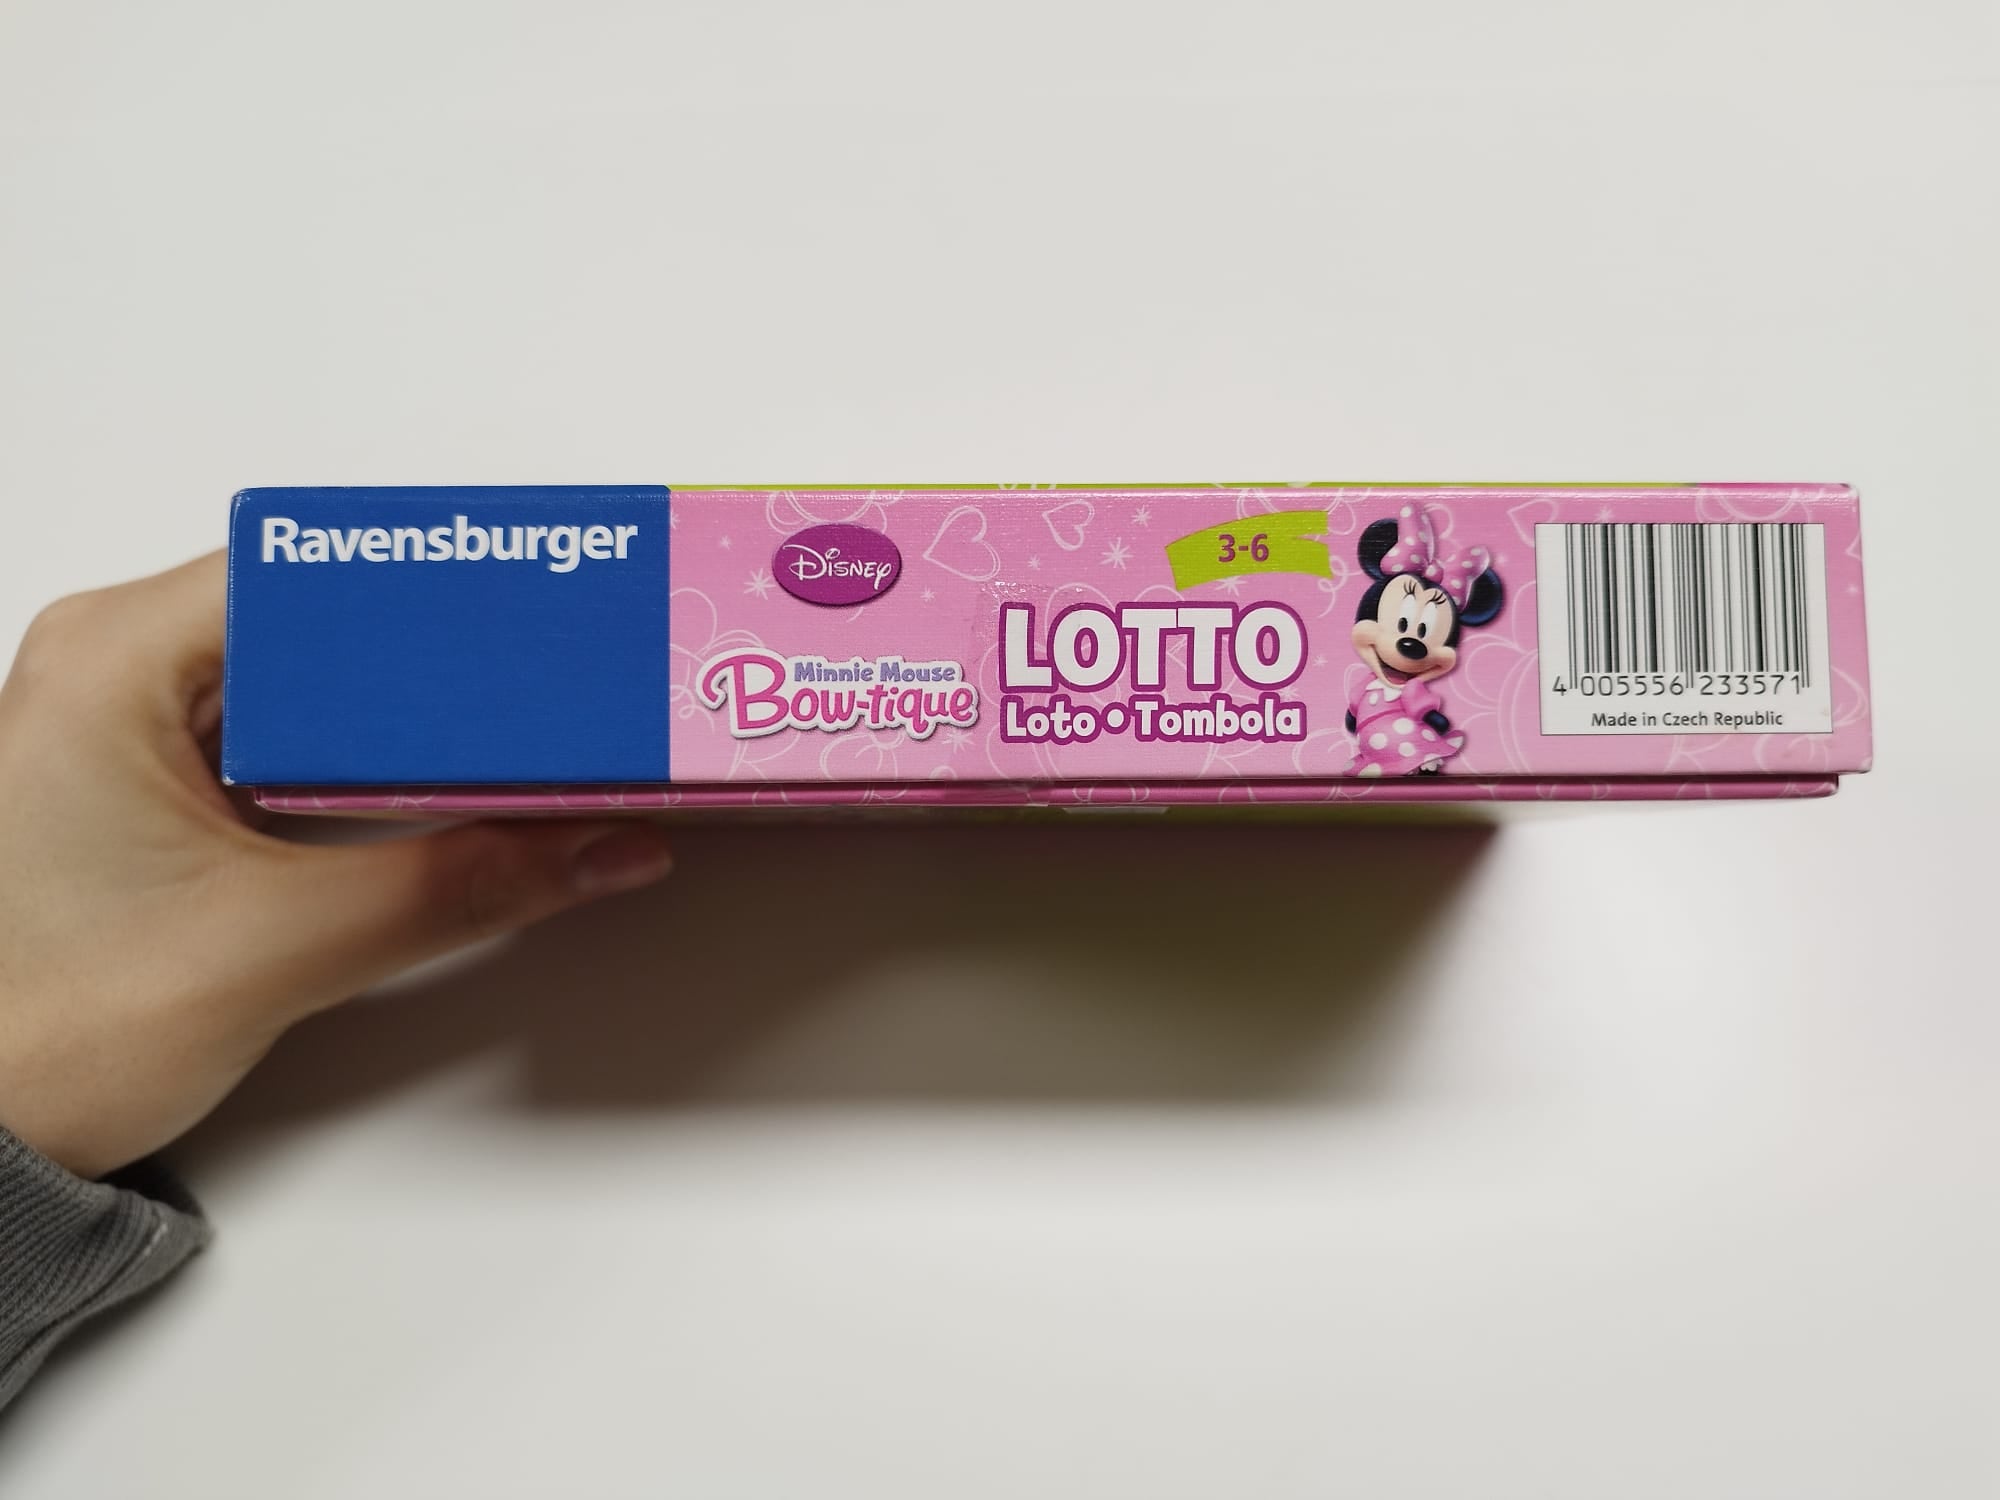 Ravensburger
Disney
3-6
Minnie Mouse
Bow-tique
LOTTO
Loto • Tombola
4 005556 233571
Made in Czech Republic